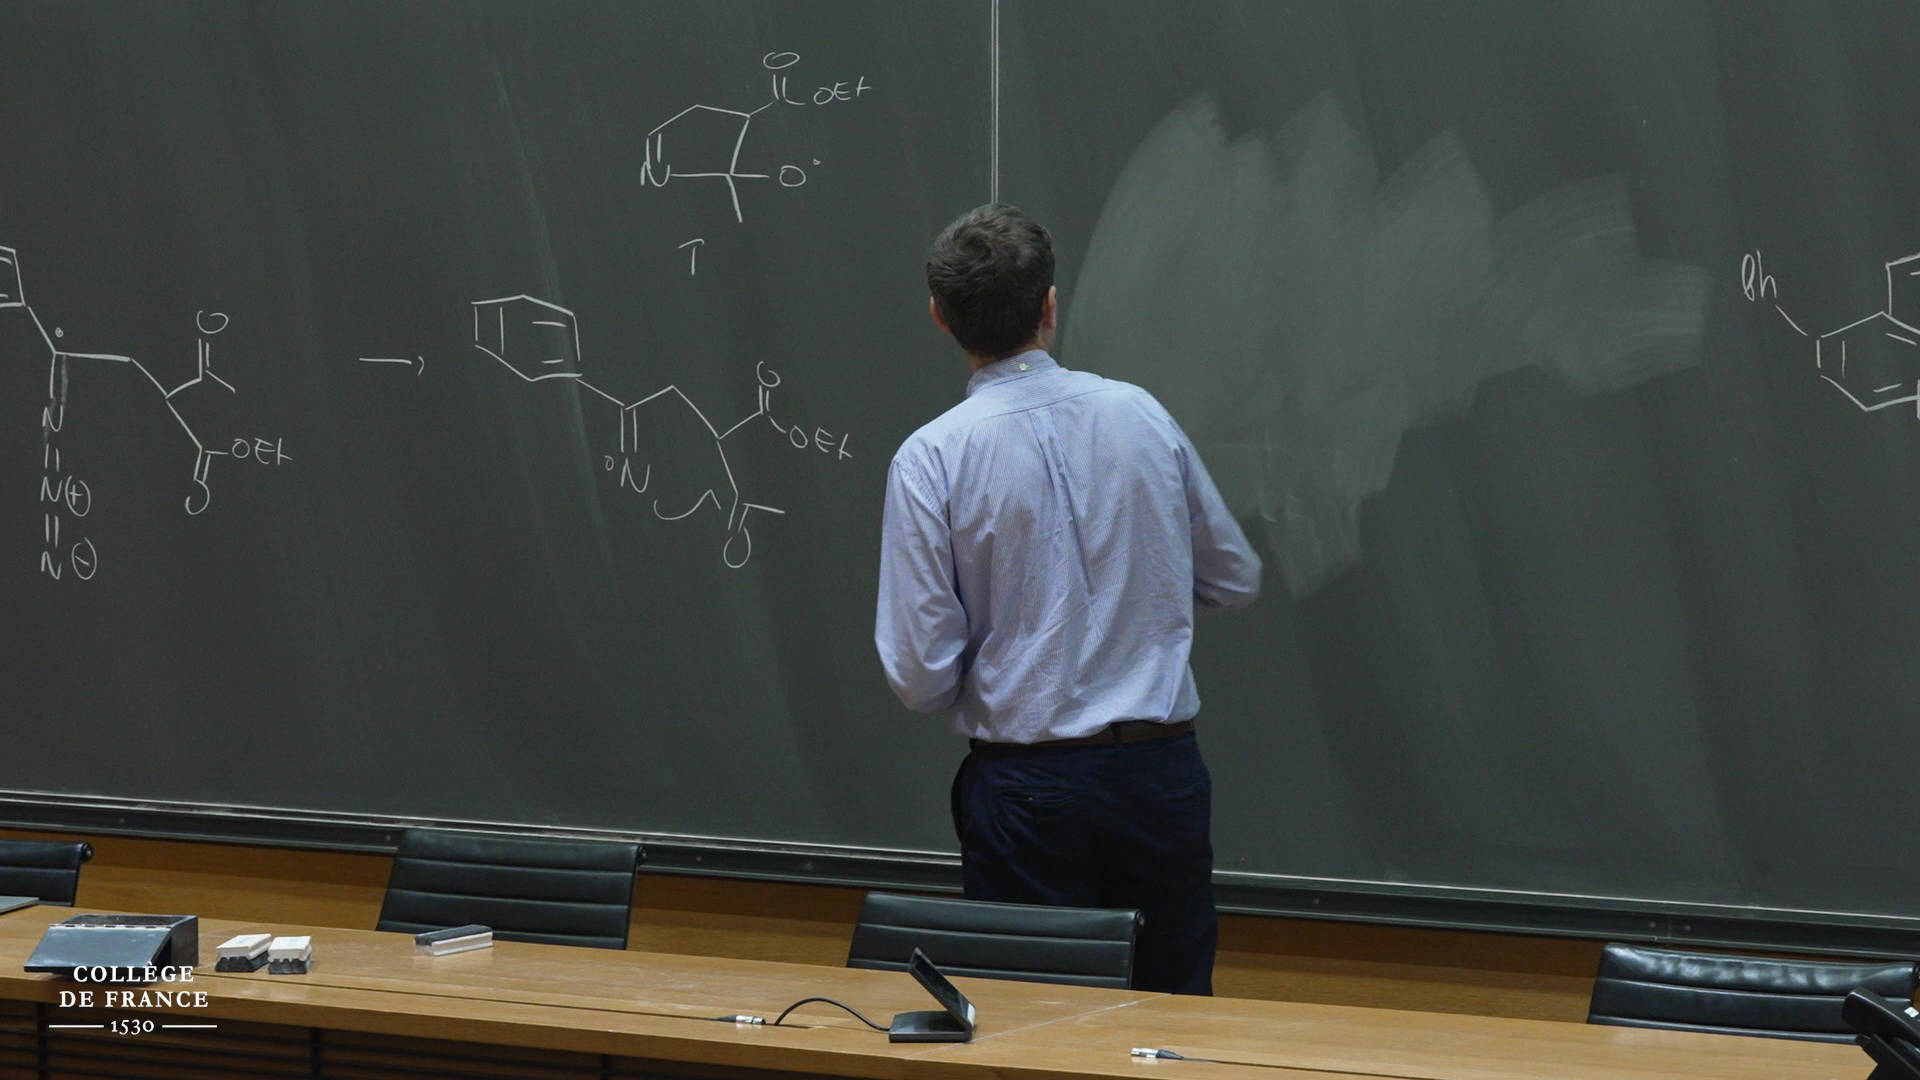 O
OEt
N
O°
T
Ph
O
OEt
O
N
N⊕
N⊖
→
O
OEt
°N
O
COLLÈGE
DE FRANCE
1530